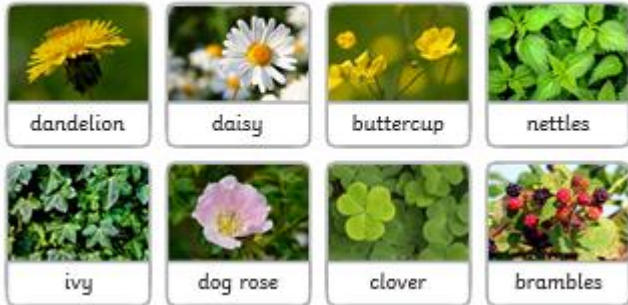 dandelion
daisy
buttercup
nettles
ivy
dog rose
clover
brambles